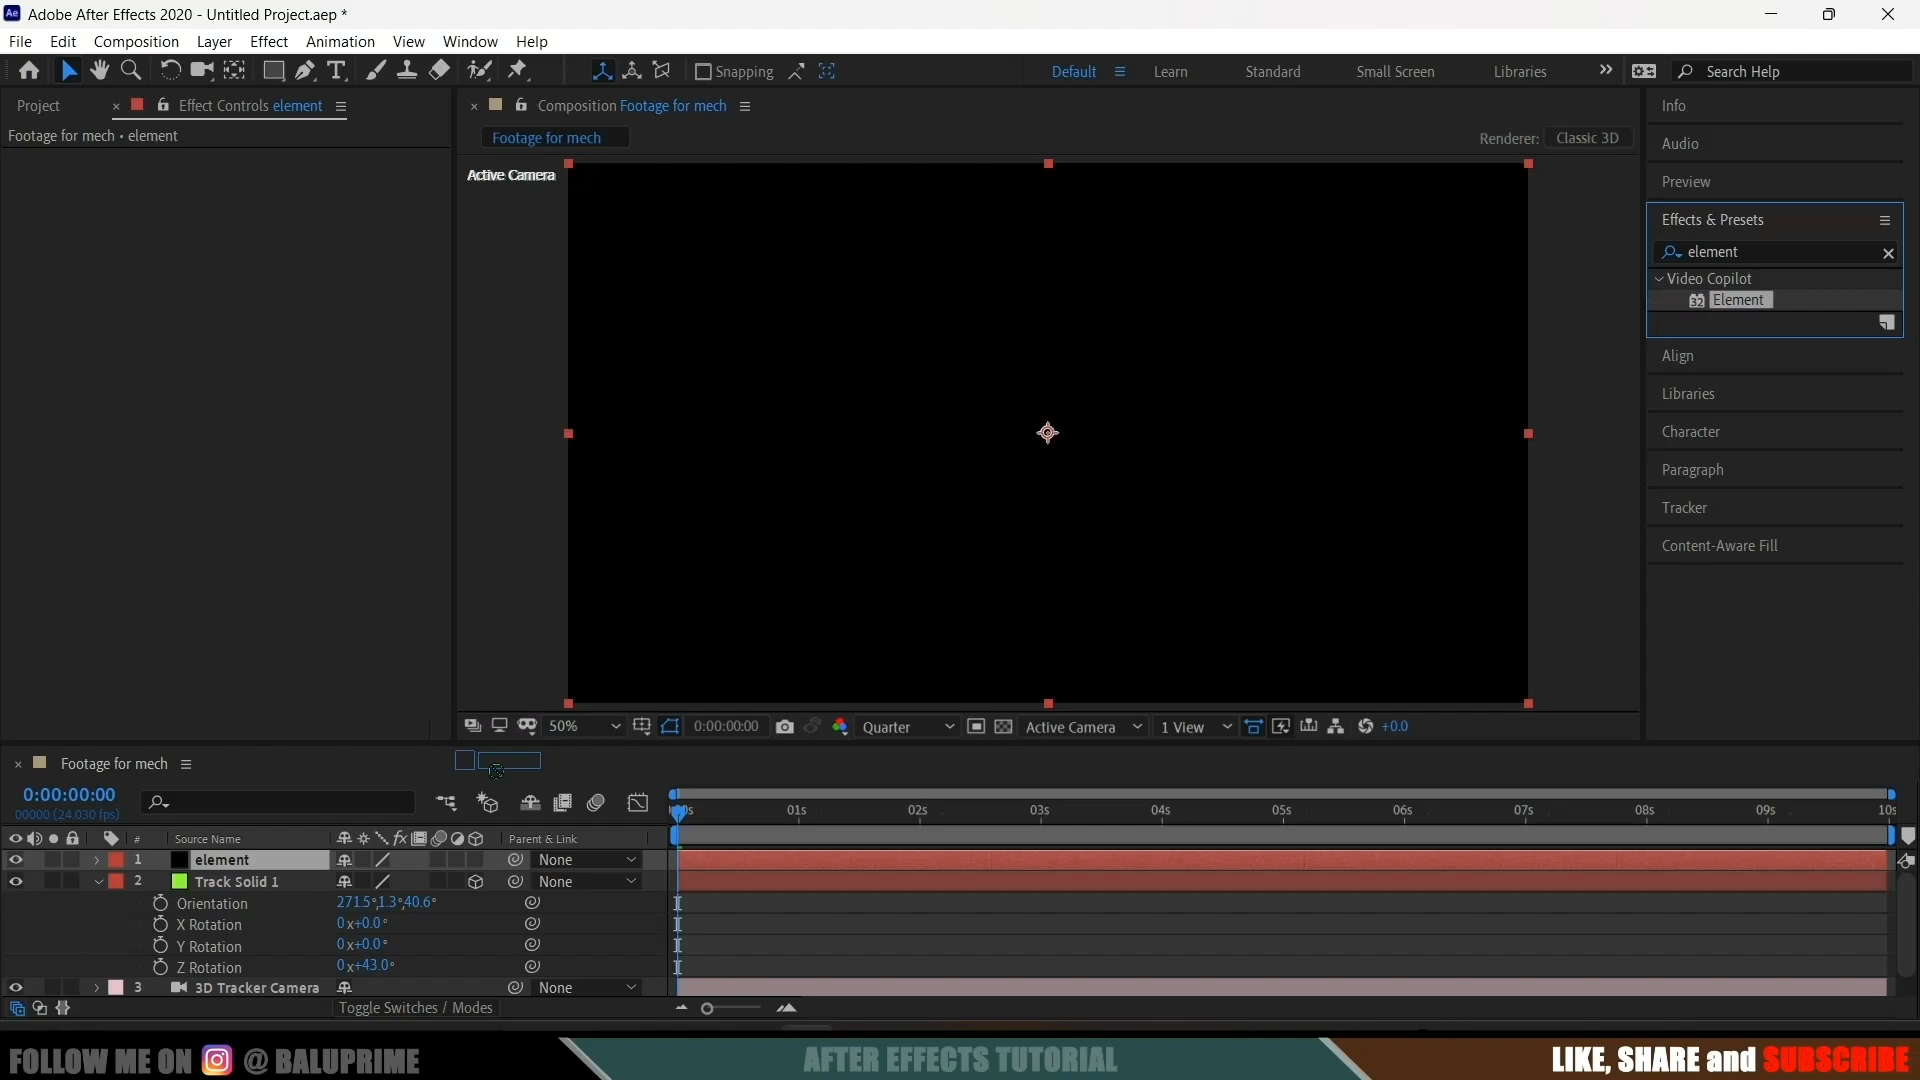 Ae Adobe After Effects 2020 - Untitled Project.aep *
File Edit Composition Layer Effect Animation View Window Help
Snapping Default Learn Standard Small Screen Libraries Search Help
Project Effect Controls element
Footage for mech • element
Composition Footage for mech
Footage for mech
Renderer: Classic 3D
Active Camera
Info
Audio
Preview
Effects & Presets
element
Video Copilot
32 Element
Align
Libraries
Character
Paragraph
Tracker
Content-Aware Fill
50% 0:00:00:00 Quarter Active Camera 1 View +0.0
Footage for mech
0:00:00:00
00000 (24.030 fps)
01s 02s 03s 04s 05s 06s 07s 08s 09s 10s
# Source Name fx Parent & Link
1 element None
2 Track Solid 1 None
Orientation 271.5°,1.3°,40.6°
X Rotation 0x+0.0°
Y Rotation 0x+0.0°
Z Rotation 0x+43.0°
3 3D Tracker Camera None
Toggle Switches / Modes
FOLLOW ME ON @ BALUPRIME
AFTER EFFECTS TUTORIAL
LIKE, SHARE and SUBSCRIBE